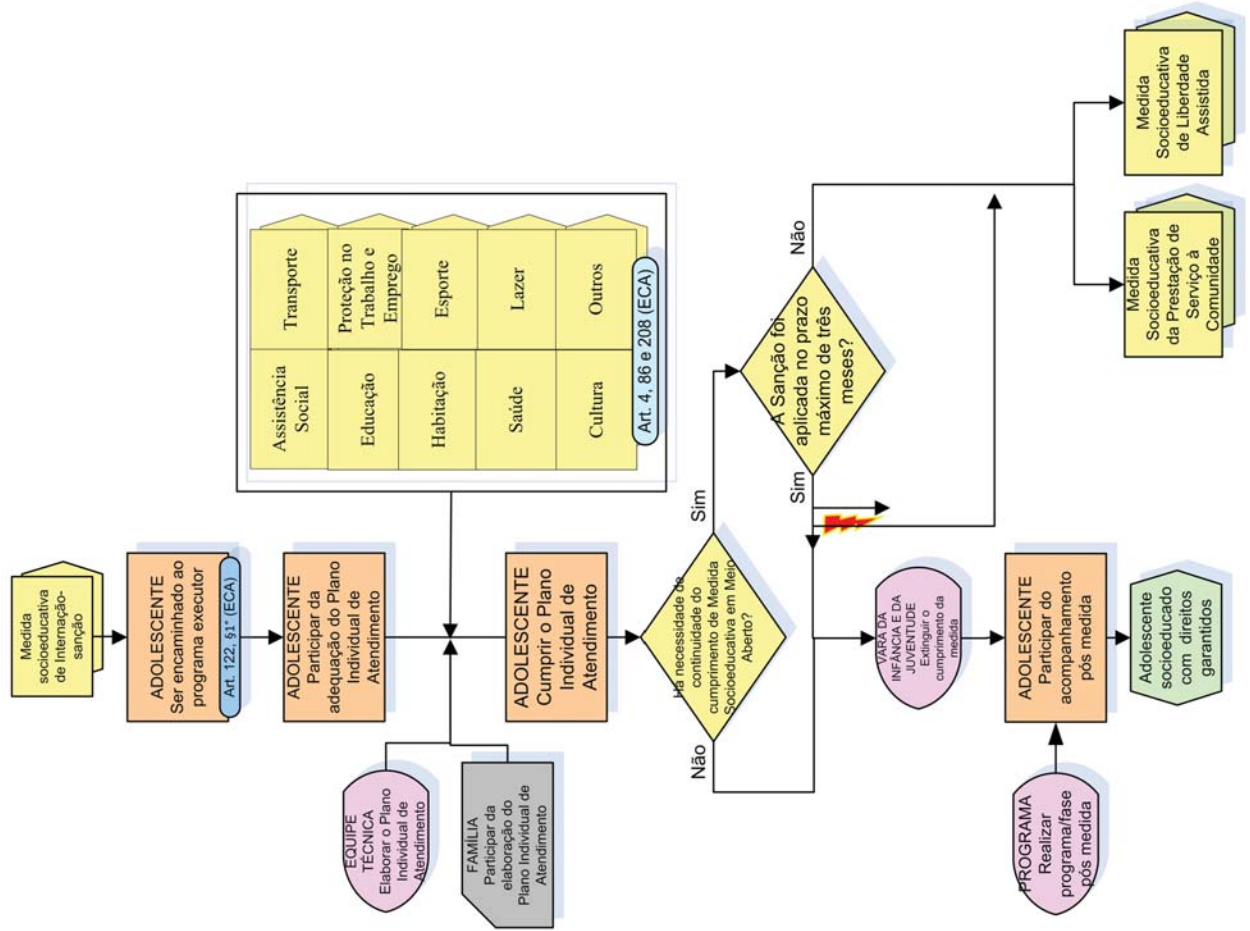 Medida
socioeducativa
de Internação-
sanção
ADOLESCENTE
Ser encaminhado ao
programa executor
Art. 122, §1° (ECA)
ADOLESCENTE
Participar da
adequação do Plano
Individual de
Atendimento
EQUIPE
TÉCNICA
Elaborar o Plano
Individual de
Atendimento
FAMÍLIA
Participar da
elaboração do
Plano Individual de
Atendimento
Assistência
Social
Transporte
Educação
Proteção no
Trabalho e
Emprego
Habitação
Esporte
Saúde
Lazer
Cultura
Outros
Art. 4, 86 e 208 (ECA)
ADOLESCENTE
Cumprir o Plano
Individual de
Atendimento
Há necessidade de
continuidade do
cumprimento de Medida
Socioeducativa em Meio
Aberto?
Não
Sim
A Sanção foi
aplicada no prazo
máximo de três
meses?
Sim
Não
VARA DA
INFÂNCIA E DA
JUVENTUDE
Extinguir o
cumprimento da
medida
PROGRAMA
Realizar
programa/fase
pós medida
ADOLESCENTE
Participar do
acompanhamento
pós medida
Adolescente
socioeducado
com direitos
garantidos
Medida
Socioeducativa
da Prestação de
Serviço à
Comunidade
Medida
Socioeducativa
de Liberdade
Assistida